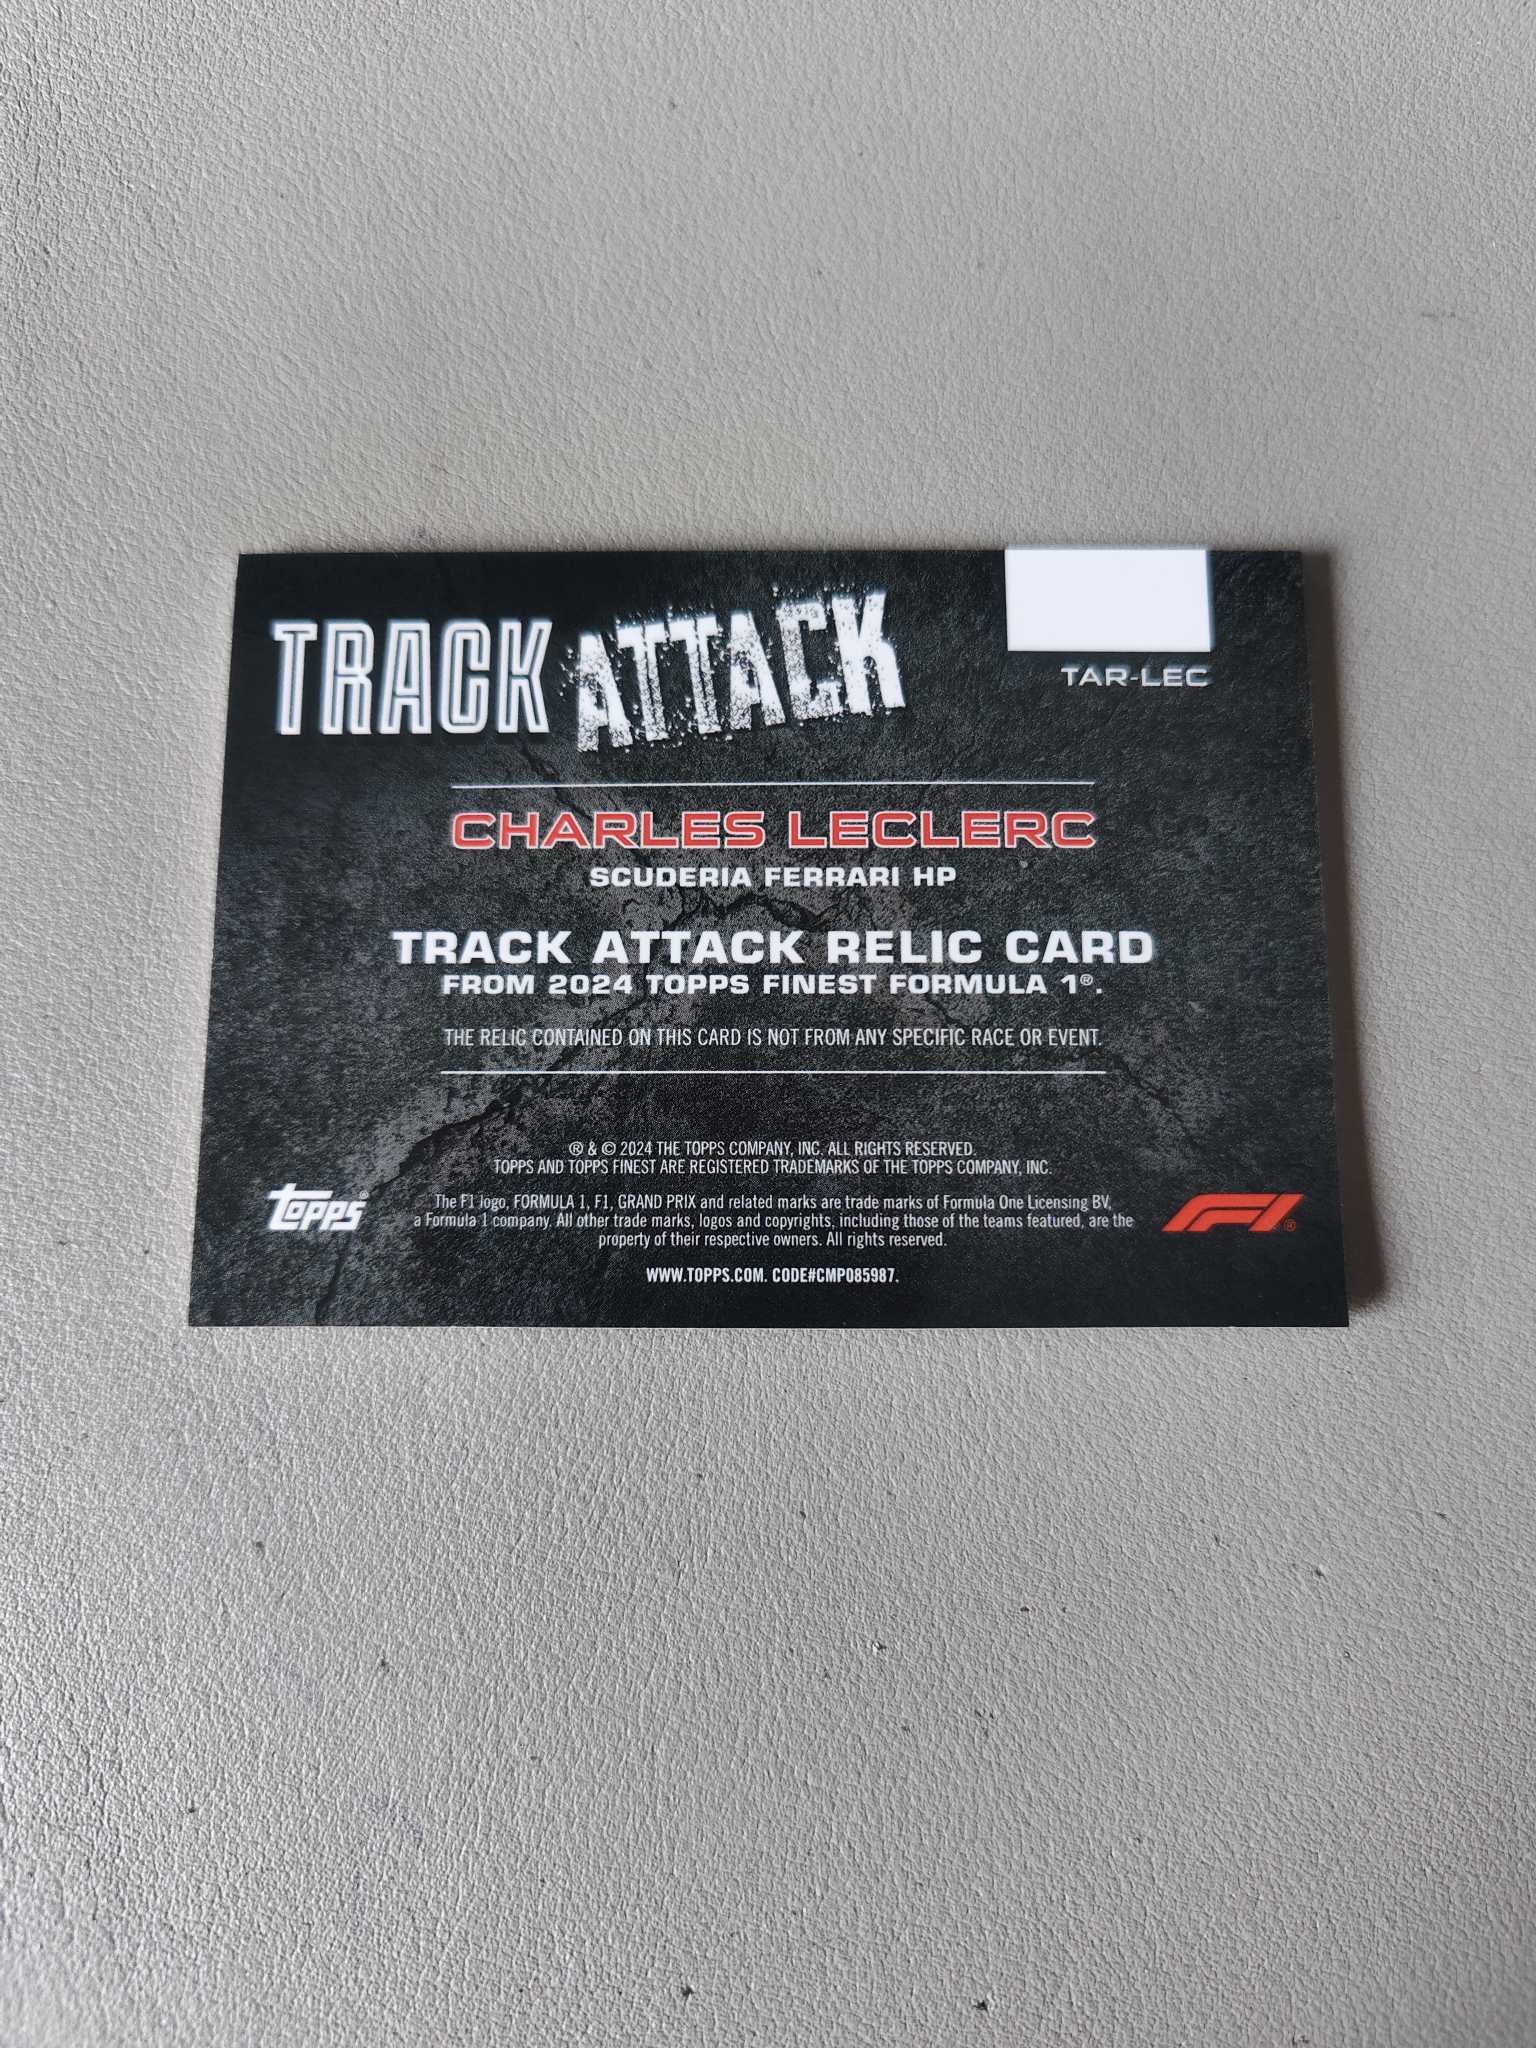 TRACK ATTACK
TAR-LEC
CHARLES LECLERC
SCUDERIA FERRARI HP
TRACK ATTACK RELIC CARD
FROM 2024 TOPPS FINEST FORMULA 1®.
THE RELIC CONTAINED ON THIS CARD IS NOT FROM ANY SPECIFIC RACE OR EVENT.
® & © 2024 THE TOPPS COMPANY, INC. ALL RIGHTS RESERVED.
TOPPS AND TOPPS FINEST ARE REGISTERED TRADEMARKS OF THE TOPPS COMPANY, INC.
topps®
The F1 logo, FORMULA 1, F1, GRAND PRIX and related marks are trade marks of Formula One Licensing BV,
a Formula 1 company. All other trade marks, logos and copyrights, including those of the teams featured, are the
property of their respective owners. All rights reserved.
F1®
WWW.TOPPS.COM. CODE#CMP085987.